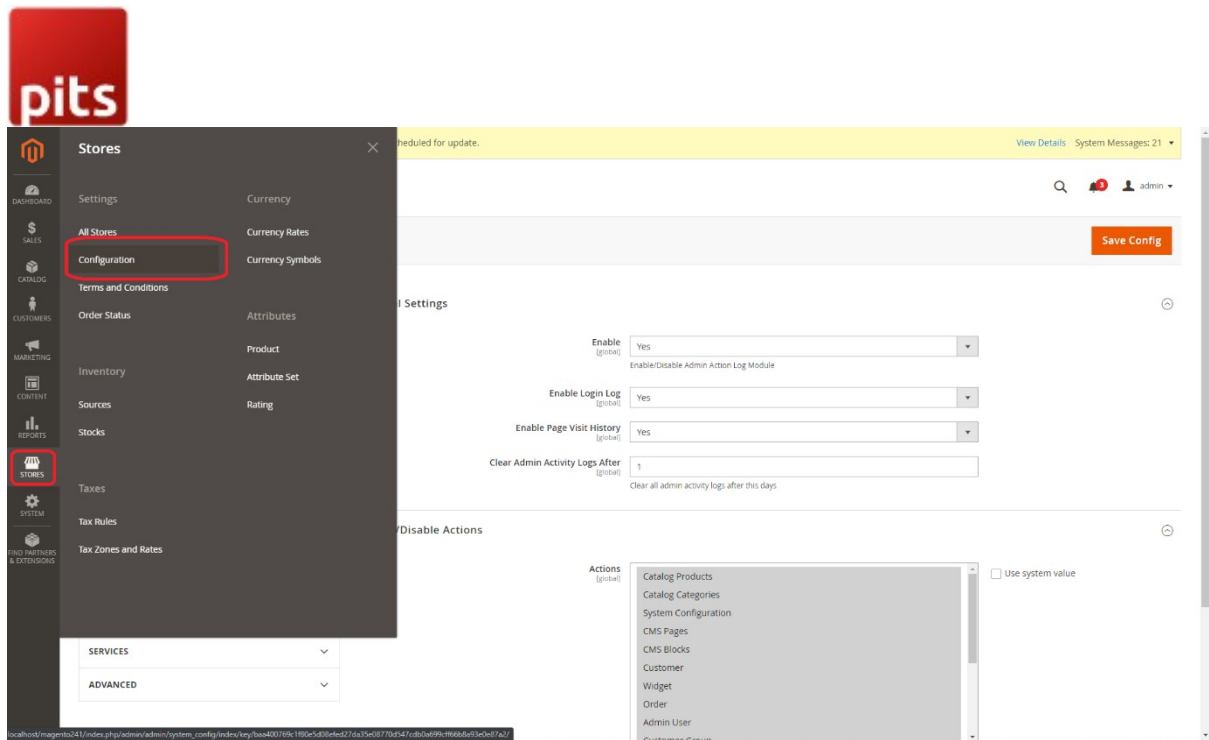 pits
Stores
heduled for update.
View Details System Messages: 21
DASHBOARD
SALES
CATALOG
CUSTOMERS
MARKETING
CONTENT
REPORTS
STORES
SYSTEM
FIND PARTNERS
& EXTENSIONS
Settings
All Stores
Configuration
Terms and Conditions
Order Status
Inventory
Sources
Stocks
Taxes
Tax Rules
Tax Zones and Rates
Currency
Currency Rates
Currency Symbols
Attributes
Product
Attribute Set
Rating
SERVICES
ADVANCED
3 admin
Save Config
l Settings
Enable
[global]
Yes
Enable/Disable Admin Action Log Module
Enable Login Log
[global]
Yes
Enable Page Visit History
[global]
Yes
Clear Admin Activity Logs After
[global]
1
Clear all admin activity logs after this days
/Disable Actions
Actions
[global]
Catalog Products
Catalog Categories
System Configuration
CMS Pages
CMS Blocks
Customer
Widget
Order
Admin User
Customer Group
Use system value